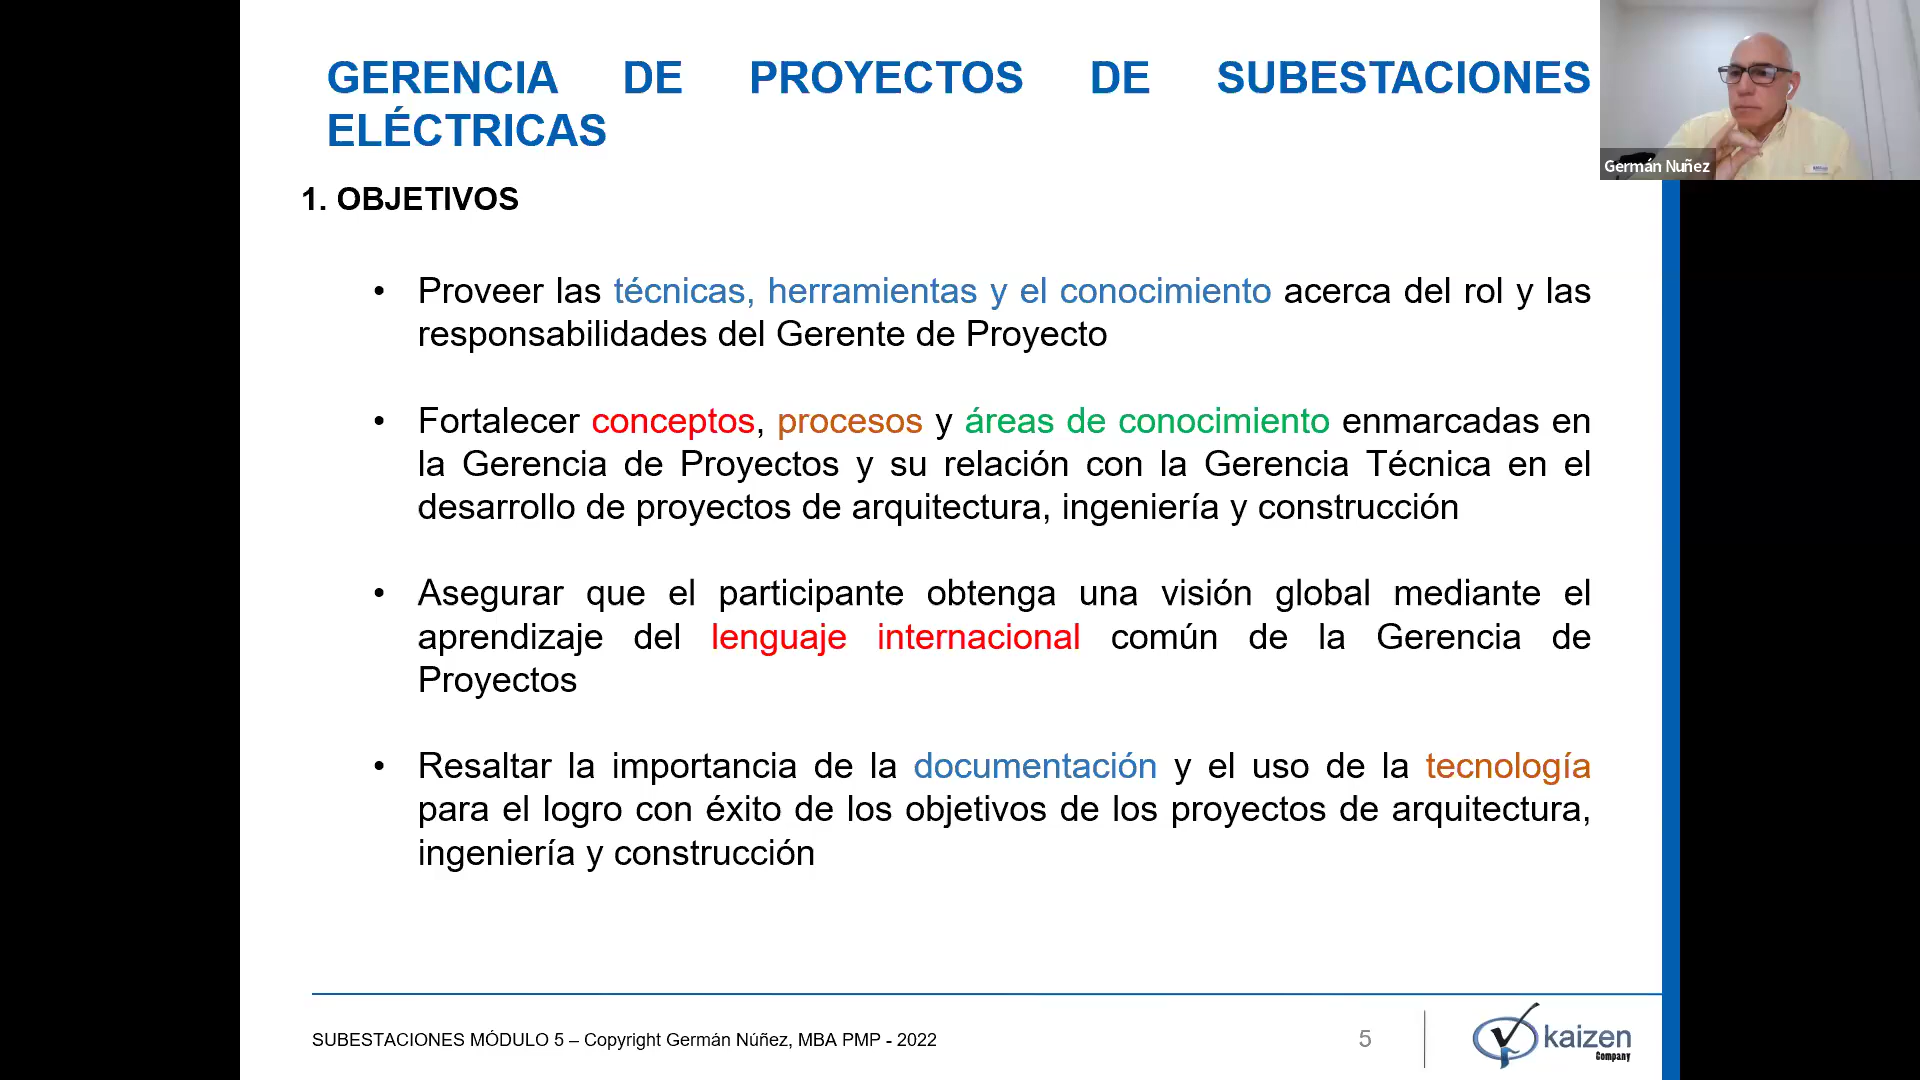 GERENCIA DE PROYECTOS DE SUBESTACIONES
ELÉCTRICAS
Germán Nuñez
1. OBJETIVOS
• Proveer las técnicas, herramientas y el conocimiento acerca del rol y las
responsabilidades del Gerente de Proyecto
• Fortalecer conceptos, procesos y áreas de conocimiento enmarcadas en
la Gerencia de Proyectos y su relación con la Gerencia Técnica en el
desarrollo de proyectos de arquitectura, ingeniería y construcción
• Asegurar que el participante obtenga una visión global mediante el
aprendizaje del lenguaje internacional común de la Gerencia de
Proyectos
• Resaltar la importancia de la documentación y el uso de la tecnología
para el logro con éxito de los objetivos de los proyectos de arquitectura,
ingeniería y construcción
SUBESTACIONES MÓDULO 5 – Copyright Germán Núñez, MBA PMP - 2022
5
kaizen
Company